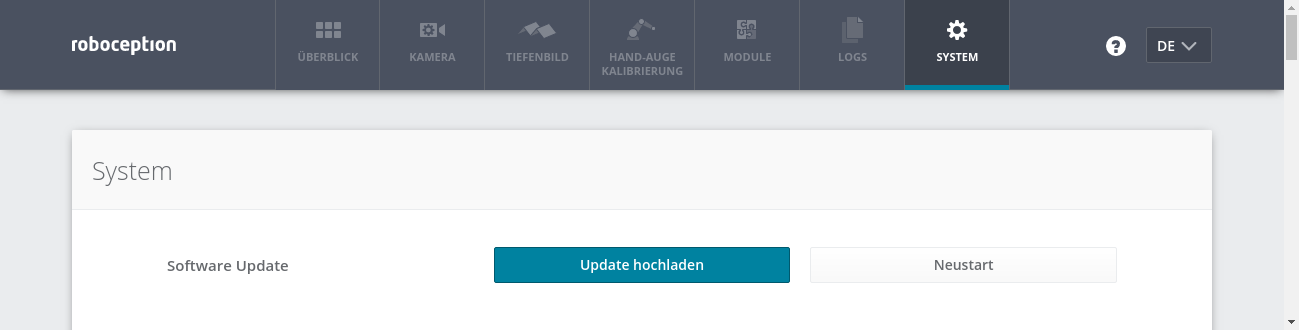 roboception
ÜBERBLICK
KAMERA
TIEFENBILD
HAND-AUGE
KALIBRIERUNG
MODULE
LOGS
SYSTEM
?
DE
System
Software Update
Update hochladen
Neustart